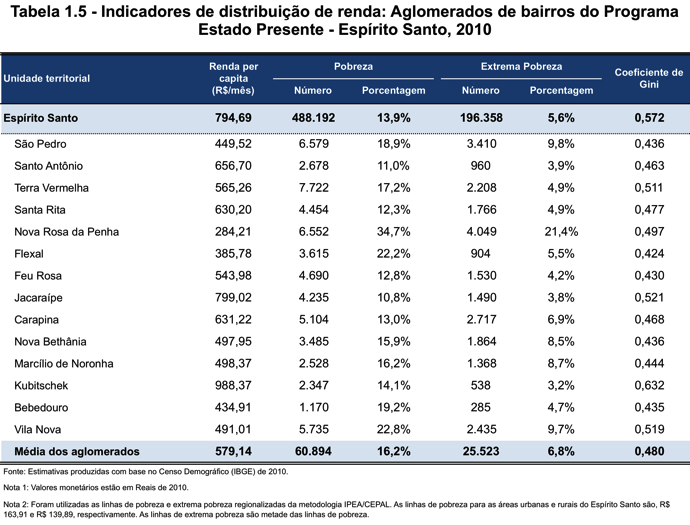 Tabela 1.5 - Indicadores de distribuição de renda: Aglomerados de bairros do Programa
Estado Presente - Espírito Santo, 2010
Unidade territorial Renda per capita (R$/mês) Pobreza Extrema Pobreza Coeficiente de Gini
Número Porcentagem Número Porcentagem
Espírito Santo 794,69 488.192 13,9% 196.358 5,6% 0,572
São Pedro 449,52 6.579 18,9% 3.410 9,8% 0,436
Santo Antônio 656,70 2.678 11,0% 960 3,9% 0,463
Terra Vermelha 565,26 7.722 17,2% 2.208 4,9% 0,511
Santa Rita 630,20 4.454 12,3% 1.766 4,9% 0,477
Nova Rosa da Penha 284,21 6.552 34,7% 4.049 21,4% 0,497
Flexal 385,78 3.615 22,2% 904 5,5% 0,424
Feu Rosa 543,98 4.690 12,8% 1.530 4,2% 0,430
Jacaraípe 799,02 4.235 10,8% 1.490 3,8% 0,521
Carapina 631,22 5.104 13,0% 2.717 6,9% 0,468
Nova Bethânia 497,95 3.485 15,9% 1.864 8,5% 0,436
Marcílio de Noronha 498,37 2.528 16,2% 1.368 8,7% 0,444
Kubitschek 988,37 2.347 14,1% 538 3,2% 0,632
Bebedouro 434,91 1.170 19,2% 285 4,7% 0,435
Vila Nova 491,01 5.735 22,8% 2.435 9,7% 0,519
Média dos aglomerados 579,14 60.894 16,2% 25.523 6,8% 0,480
Fonte: Estimativas produzidas com base no Censo Demográfico (IBGE) de 2010.
Nota 1: Valores monetários estão em Reais de 2010.
Nota 2: Foram utilizadas as linhas de pobreza e extrema pobreza regionalizadas da metodologia IPEA/CEPAL. As linhas de pobreza para as áreas urbanas e rurais do Espírito Santo são, R$
163,91 e R$ 139,89, respectivamente. As linhas de extrema pobreza são metade das linhas de pobreza.